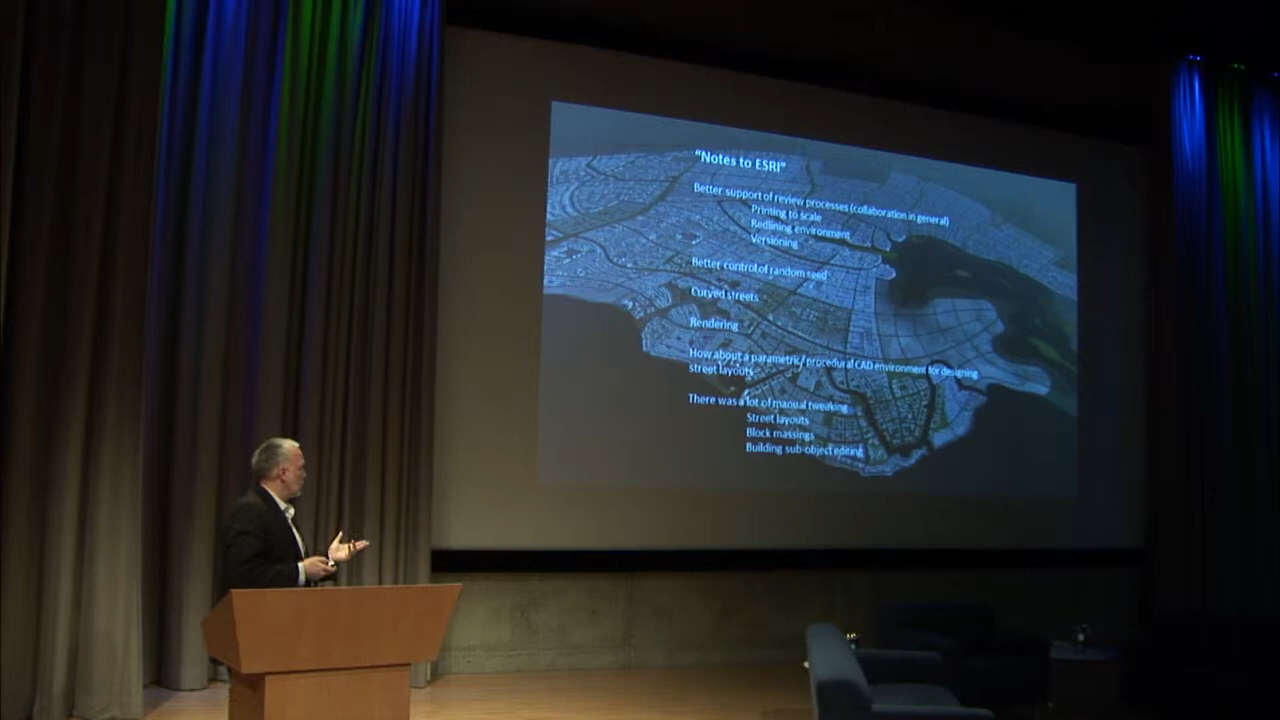 "Notes to ESRI"
Better support of review processes (collaboration in general)
Printing to scale
Redlining environment
Versioning
Better control of random seed
Curved streets
Rendering
How about a parametric/procedural CAD environment for designing
street layouts
There was a lot of manual tweaking
Street layouts
Block massings
Building sub-object editing